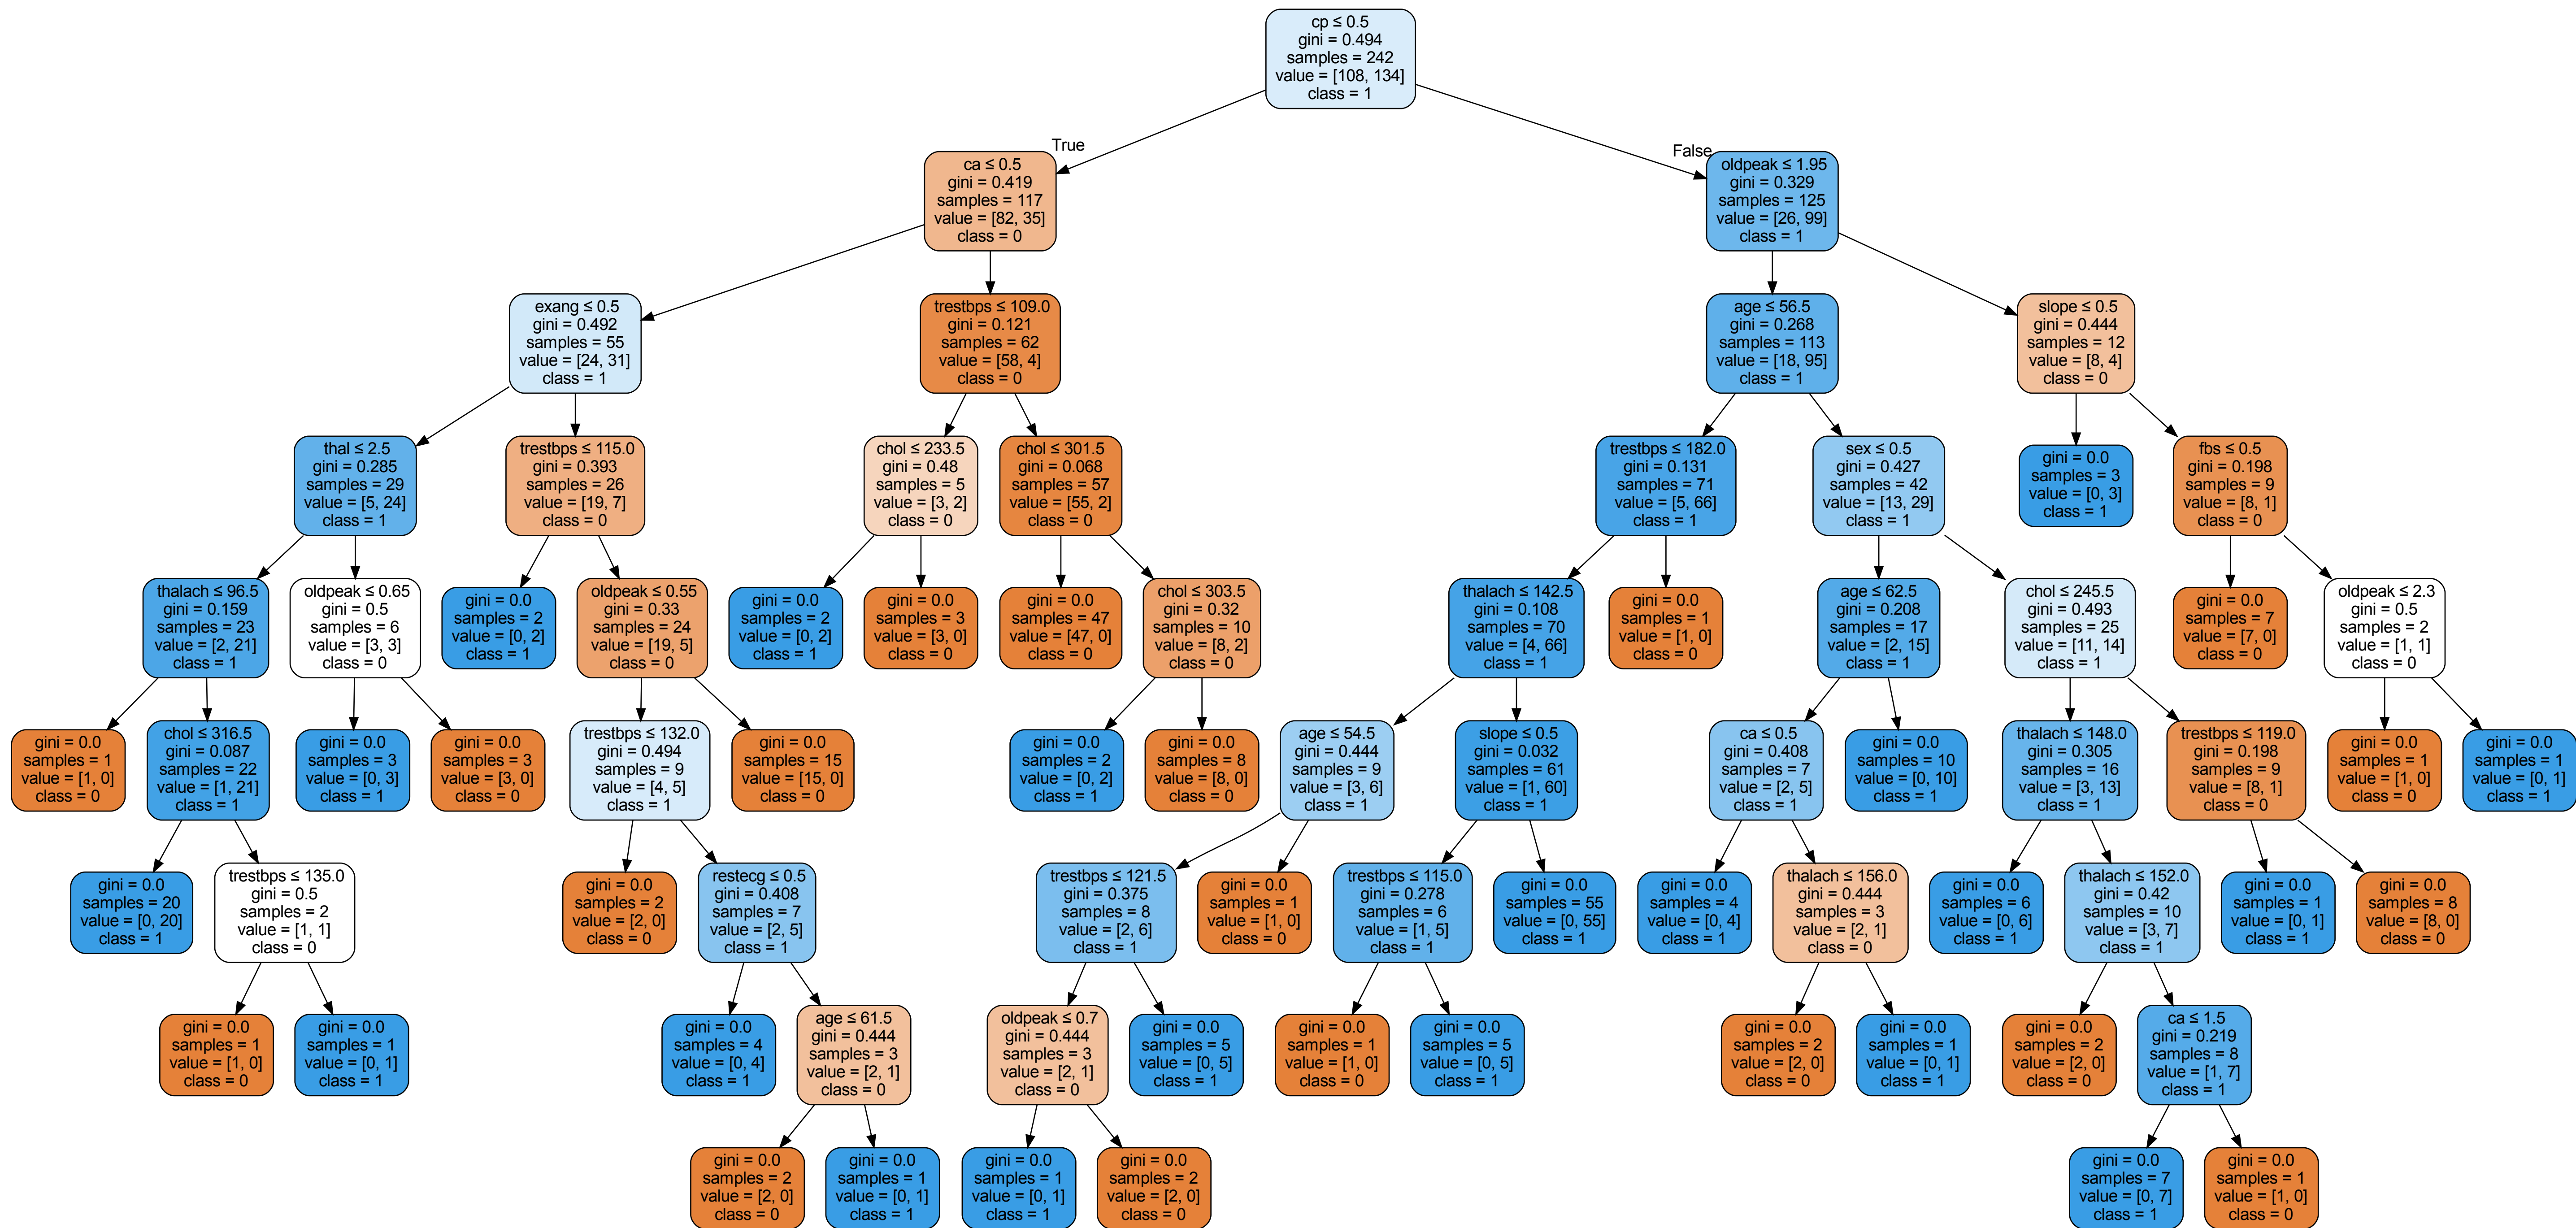 cp ≤ 0.5
gini = 0.494
samples = 242
value = [108, 134]
class = 1
True
False
ca ≤ 0.5
gini = 0.419
samples = 117
value = [82, 35]
class = 0
oldpeak ≤ 1.95
gini = 0.329
samples = 125
value = [26, 99]
class = 1
exang ≤ 0.5
gini = 0.492
samples = 55
value = [24, 31]
class = 1
trestbps ≤ 109.0
gini = 0.121
samples = 62
value = [58, 4]
class = 0
age ≤ 56.5
gini = 0.268
samples = 113
value = [18, 95]
class = 1
slope ≤ 0.5
gini = 0.444
samples = 12
value = [8, 4]
class = 0
thal ≤ 2.5
gini = 0.285
samples = 29
value = [5, 24]
class = 1
trestbps ≤ 115.0
gini = 0.393
samples = 26
value = [19, 7]
class = 0
chol ≤ 233.5
gini = 0.48
samples = 5
value = [3, 2]
class = 0
chol ≤ 301.5
gini = 0.068
samples = 57
value = [55, 2]
class = 0
trestbps ≤ 182.0
gini = 0.131
samples = 71
value = [5, 66]
class = 1
sex ≤ 0.5
gini = 0.427
samples = 42
value = [13, 29]
class = 1
gini = 0.0
samples = 3
value = [0, 3]
class = 1
fbs ≤ 0.5
gini = 0.198
samples = 9
value = [8, 1]
class = 0
thalach ≤ 96.5
gini = 0.159
samples = 23
value = [2, 21]
class = 1
oldpeak ≤ 0.65
gini = 0.5
samples = 6
value = [3, 3]
class = 0
gini = 0.0
samples = 2
value = [0, 2]
class = 1
oldpeak ≤ 0.55
gini = 0.33
samples = 24
value = [19, 5]
class = 0
gini = 0.0
samples = 2
value = [0, 2]
class = 1
gini = 0.0
samples = 3
value = [3, 0]
class = 0
gini = 0.0
samples = 47
value = [47, 0]
class = 0
chol ≤ 303.5
gini = 0.32
samples = 10
value = [8, 2]
class = 0
thalach ≤ 142.5
gini = 0.108
samples = 70
value = [4, 66]
class = 1
gini = 0.0
samples = 1
value = [1, 0]
class = 0
age ≤ 62.5
gini = 0.208
samples = 17
value = [2, 15]
class = 1
chol ≤ 245.5
gini = 0.493
samples = 25
value = [11, 14]
class = 1
gini = 0.0
samples = 7
value = [7, 0]
class = 0
oldpeak ≤ 2.3
gini = 0.5
samples = 2
value = [1, 1]
class = 0
gini = 0.0
samples = 1
value = [1, 0]
class = 0
chol ≤ 316.5
gini = 0.087
samples = 22
value = [1, 21]
class = 1
gini = 0.0
samples = 3
value = [0, 3]
class = 1
gini = 0.0
samples = 3
value = [3, 0]
class = 0
trestbps ≤ 132.0
gini = 0.494
samples = 9
value = [4, 5]
class = 1
gini = 0.0
samples = 15
value = [15, 0]
class = 0
gini = 0.0
samples = 2
value = [0, 2]
class = 1
gini = 0.0
samples = 8
value = [8, 0]
class = 0
age ≤ 54.5
gini = 0.444
samples = 9
value = [3, 6]
class = 1
slope ≤ 0.5
gini = 0.032
samples = 61
value = [1, 60]
class = 1
ca ≤ 0.5
gini = 0.408
samples = 7
value = [2, 5]
class = 1
gini = 0.0
samples = 10
value = [0, 10]
class = 1
thalach ≤ 148.0
gini = 0.305
samples = 16
value = [3, 13]
class = 1
trestbps ≤ 119.0
gini = 0.198
samples = 9
value = [8, 1]
class = 0
gini = 0.0
samples = 1
value = [1, 0]
class = 0
gini = 0.0
samples = 1
value = [0, 1]
class = 1
gini = 0.0
samples = 20
value = [0, 20]
class = 1
trestbps ≤ 135.0
gini = 0.5
samples = 2
value = [1, 1]
class = 0
gini = 0.0
samples = 2
value = [2, 0]
class = 0
restecg ≤ 0.5
gini = 0.408
samples = 7
value = [2, 5]
class = 1
trestbps ≤ 121.5
gini = 0.375
samples = 8
value = [2, 6]
class = 1
gini = 0.0
samples = 1
value = [1, 0]
class = 0
trestbps ≤ 115.0
gini = 0.278
samples = 6
value = [1, 5]
class = 1
gini = 0.0
samples = 55
value = [0, 55]
class = 1
gini = 0.0
samples = 4
value = [0, 4]
class = 1
thalach ≤ 156.0
gini = 0.444
samples = 3
value = [2, 1]
class = 0
gini = 0.0
samples = 6
value = [0, 6]
class = 1
thalach ≤ 152.0
gini = 0.42
samples = 10
value = [3, 7]
class = 1
gini = 0.0
samples = 1
value = [0, 1]
class = 1
gini = 0.0
samples = 8
value = [8, 0]
class = 0
gini = 0.0
samples = 1
value = [1, 0]
class = 0
gini = 0.0
samples = 1
value = [0, 1]
class = 1
gini = 0.0
samples = 4
value = [0, 4]
class = 1
age ≤ 61.5
gini = 0.444
samples = 3
value = [2, 1]
class = 0
oldpeak ≤ 0.7
gini = 0.444
samples = 3
value = [2, 1]
class = 0
gini = 0.0
samples = 5
value = [0, 5]
class = 1
gini = 0.0
samples = 1
value = [1, 0]
class = 0
gini = 0.0
samples = 5
value = [0, 5]
class = 1
gini = 0.0
samples = 2
value = [2, 0]
class = 0
gini = 0.0
samples = 1
value = [0, 1]
class = 1
gini = 0.0
samples = 2
value = [2, 0]
class = 0
ca ≤ 1.5
gini = 0.219
samples = 8
value = [1, 7]
class = 1
gini = 0.0
samples = 2
value = [2, 0]
class = 0
gini = 0.0
samples = 1
value = [0, 1]
class = 1
gini = 0.0
samples = 1
value = [0, 1]
class = 1
gini = 0.0
samples = 2
value = [2, 0]
class = 0
gini = 0.0
samples = 7
value = [0, 7]
class = 1
gini = 0.0
samples = 1
value = [1, 0]
class = 0